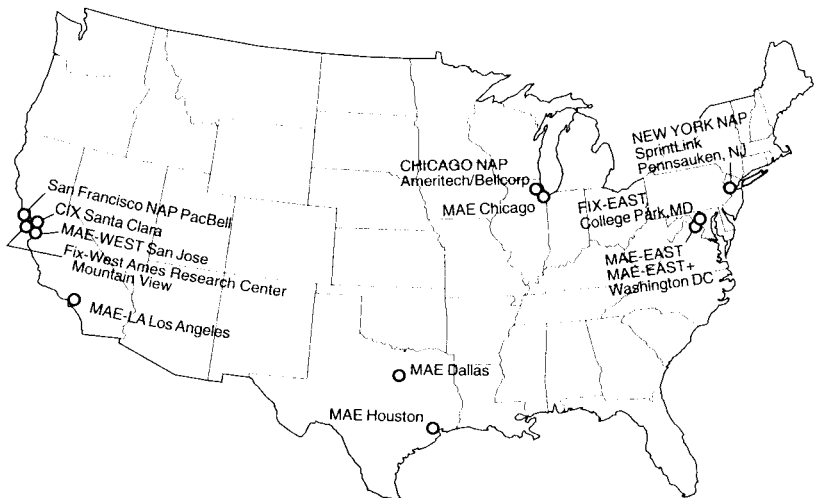 NEW YORK NAP
SprintLink
Pennsauken, NJ
CHICAGO NAP
Ameritech/Bellcorp
MAE Chicago
FIX-EAST
College Park, MD
San Francisco NAP PacBell
CIX Santa Clara
MAE-WEST San Jose
Fix-West Ames Research Center
Mountain View
MAE-EAST
MAE-EAST+
Washington DC
MAE-LA Los Angeles
MAE Dallas
MAE Houston